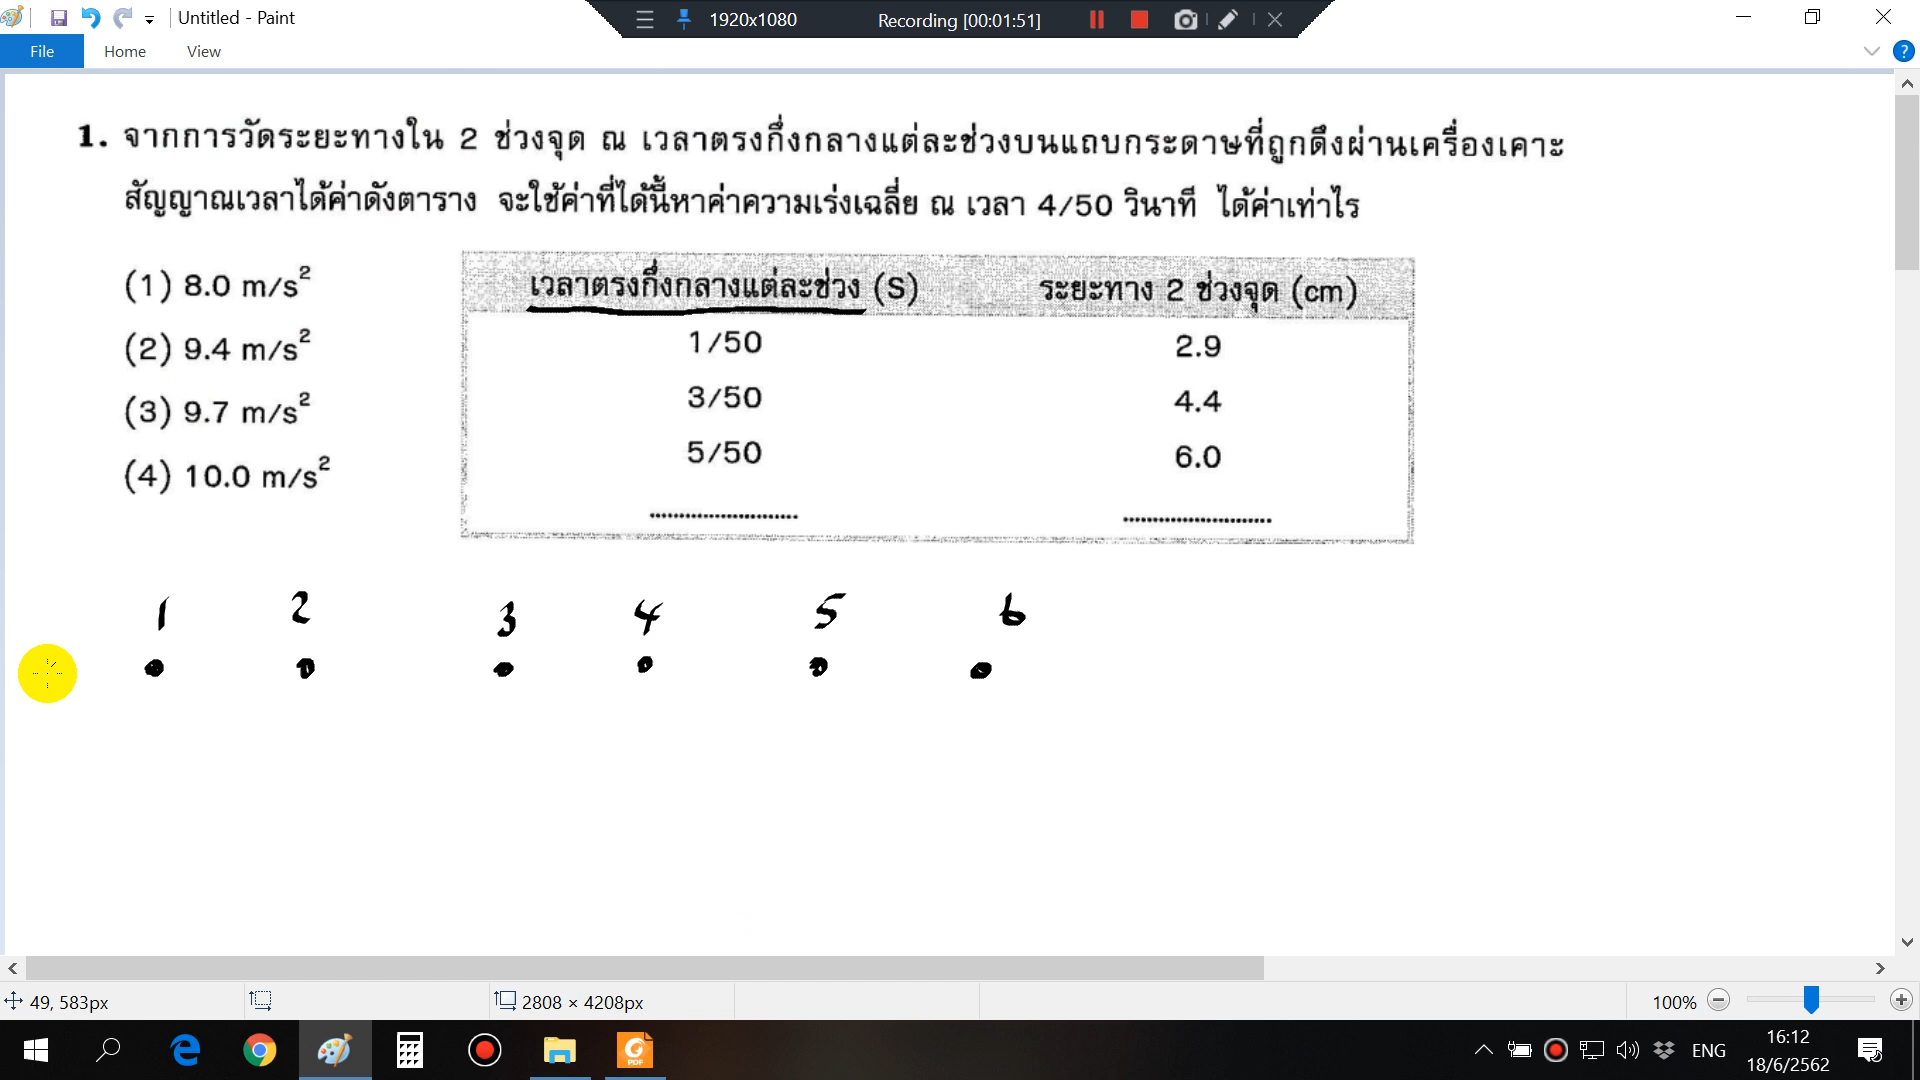 Untitled - Paint
1920x1080
Recording [00:01:51]
File
Home
View
1. จากการวัดระยะทางใน 2 ช่วงจุด ณ เวลาตรงกึ่งกลางแต่ละช่วงบนแถบกระดาษที่ถูกดึงผ่านเครื่องเคาะ
สัญญาณเวลาได้ค่าดังตาราง จะใช้ค่าที่ได้นี้หาค่าความเร่งเฉลี่ย ณ เวลา 4/50 วินาที ได้ค่าเท่าไร
(1) 8.0 m/s²
(2) 9.4 m/s²
(3) 9.7 m/s²
(4) 10.0 m/s²
เวลาตรงกึ่งกลางแต่ละช่วง (S) ระยะทาง 2 ช่วงจุด (cm)
1/50 2.9
3/50 4.4
5/50 6.0
1 2 3 4 5 6
49, 583px
2808 × 4208px
100%
PDF
ENG
16:12
18/6/2562